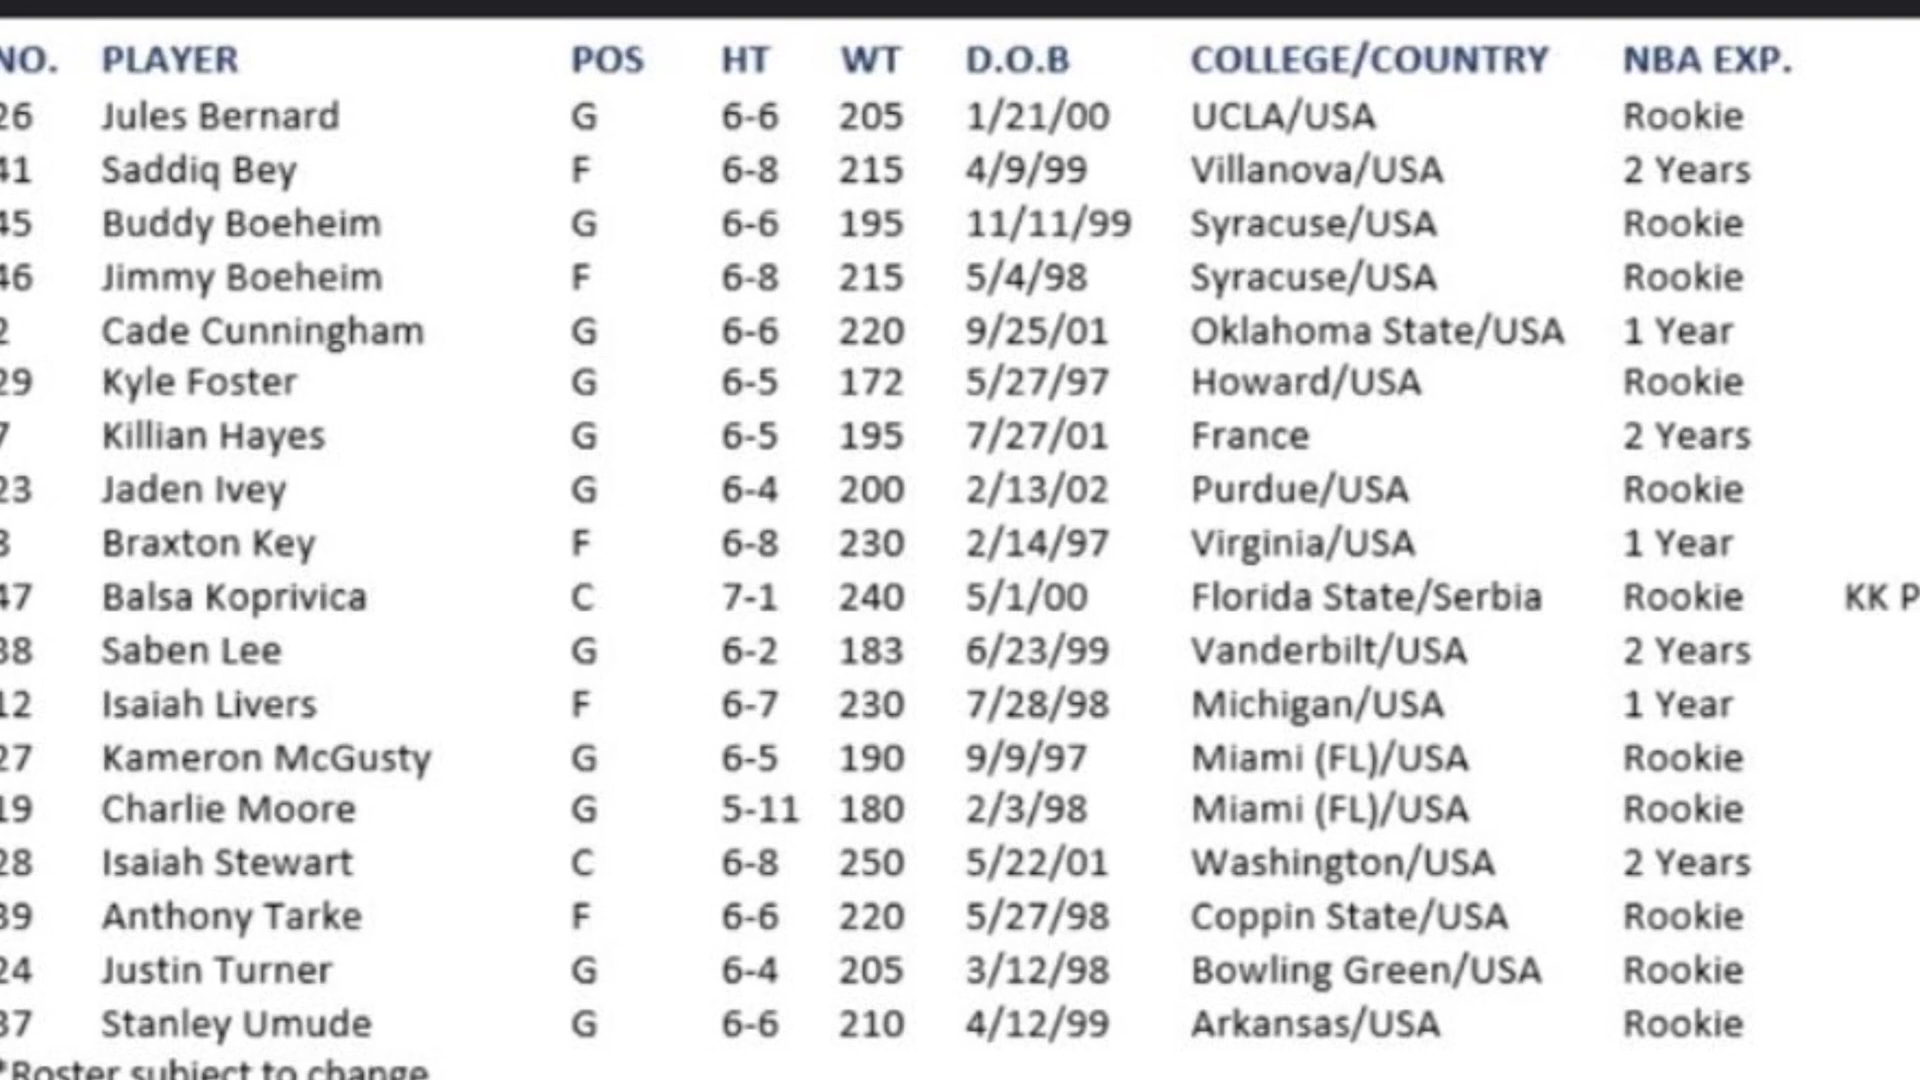 NO. PLAYER POS HT WT D.O.B COLLEGE/COUNTRY NBA EXP.
26 Jules Bernard G 6-6 205 1/21/00 UCLA/USA Rookie
41 Saddiq Bey F 6-8 215 4/9/99 Villanova/USA 2 Years
45 Buddy Boeheim G 6-6 195 11/11/99 Syracuse/USA Rookie
46 Jimmy Boeheim F 6-8 215 5/4/98 Syracuse/USA Rookie
2 Cade Cunningham G 6-6 220 9/25/01 Oklahoma State/USA 1 Year
29 Kyle Foster G 6-5 172 5/27/97 Howard/USA Rookie
7 Killian Hayes G 6-5 195 7/27/01 France 2 Years
23 Jaden Ivey G 6-4 200 2/13/02 Purdue/USA Rookie
8 Braxton Key F 6-8 230 2/14/97 Virginia/USA 1 Year
47 Balsa Koprivica C 7-1 240 5/1/00 Florida State/Serbia Rookie KK P
38 Saben Lee G 6-2 183 6/23/99 Vanderbilt/USA 2 Years
12 Isaiah Livers F 6-7 230 7/28/98 Michigan/USA 1 Year
27 Kameron McGusty G 6-5 190 9/9/97 Miami (FL)/USA Rookie
19 Charlie Moore G 5-11 180 2/3/98 Miami (FL)/USA Rookie
28 Isaiah Stewart C 6-8 250 5/22/01 Washington/USA 2 Years
39 Anthony Tarke F 6-6 220 5/27/98 Coppin State/USA Rookie
24 Justin Turner G 6-4 205 3/12/98 Bowling Green/USA Rookie
37 Stanley Umude G 6-6 210 4/12/99 Arkansas/USA Rookie
*Roster subject to change